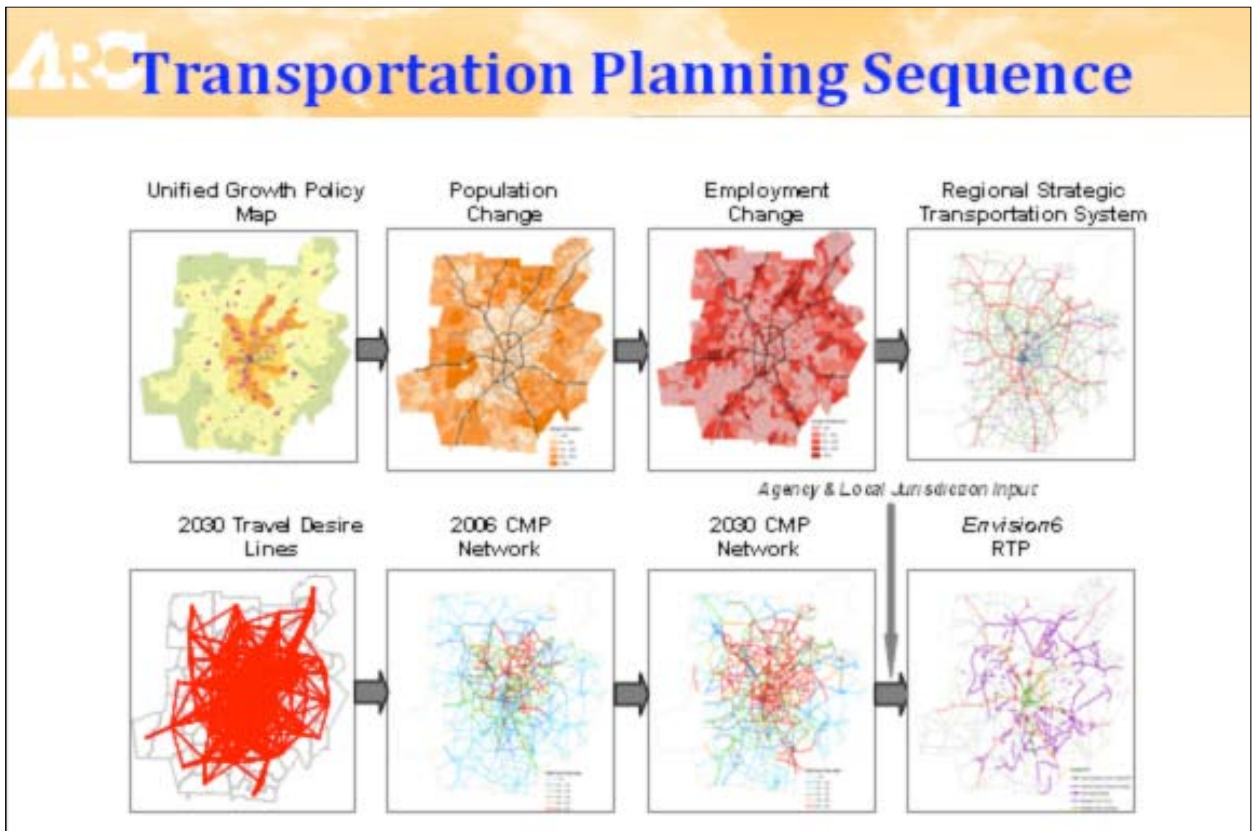 ARC
Transportation Planning Sequence
Unified Growth Policy
Map
Population
Change
Employment
Change
Regional Strategic
Transportation System
Agency & Local Jurisdiction Input
2030 Travel Desire
Lines
2006 CMP
Network
2030 CMP
Network
Envision6
RTP